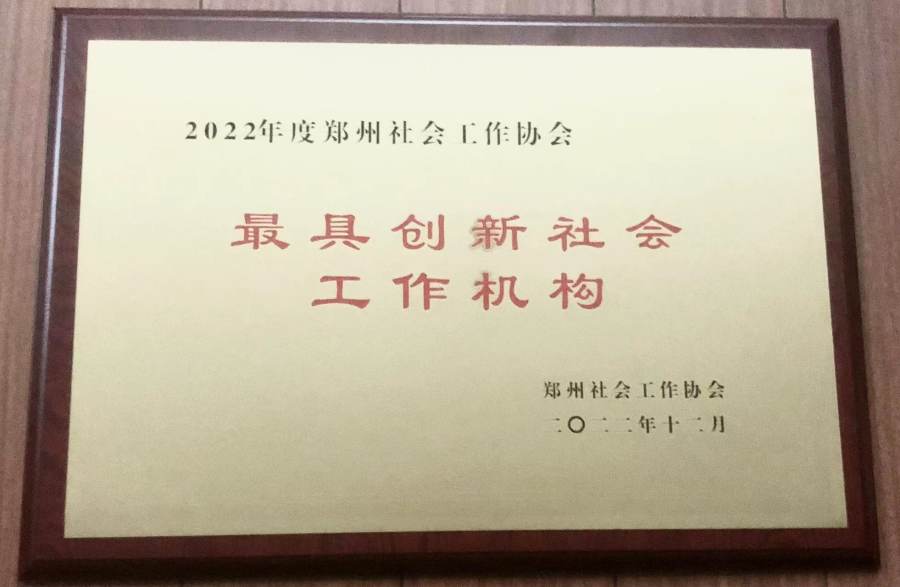 2022年度郑州社会工作协会
最具创新社会
工作机构
郑州社会工作协会
二〇二二年十二月